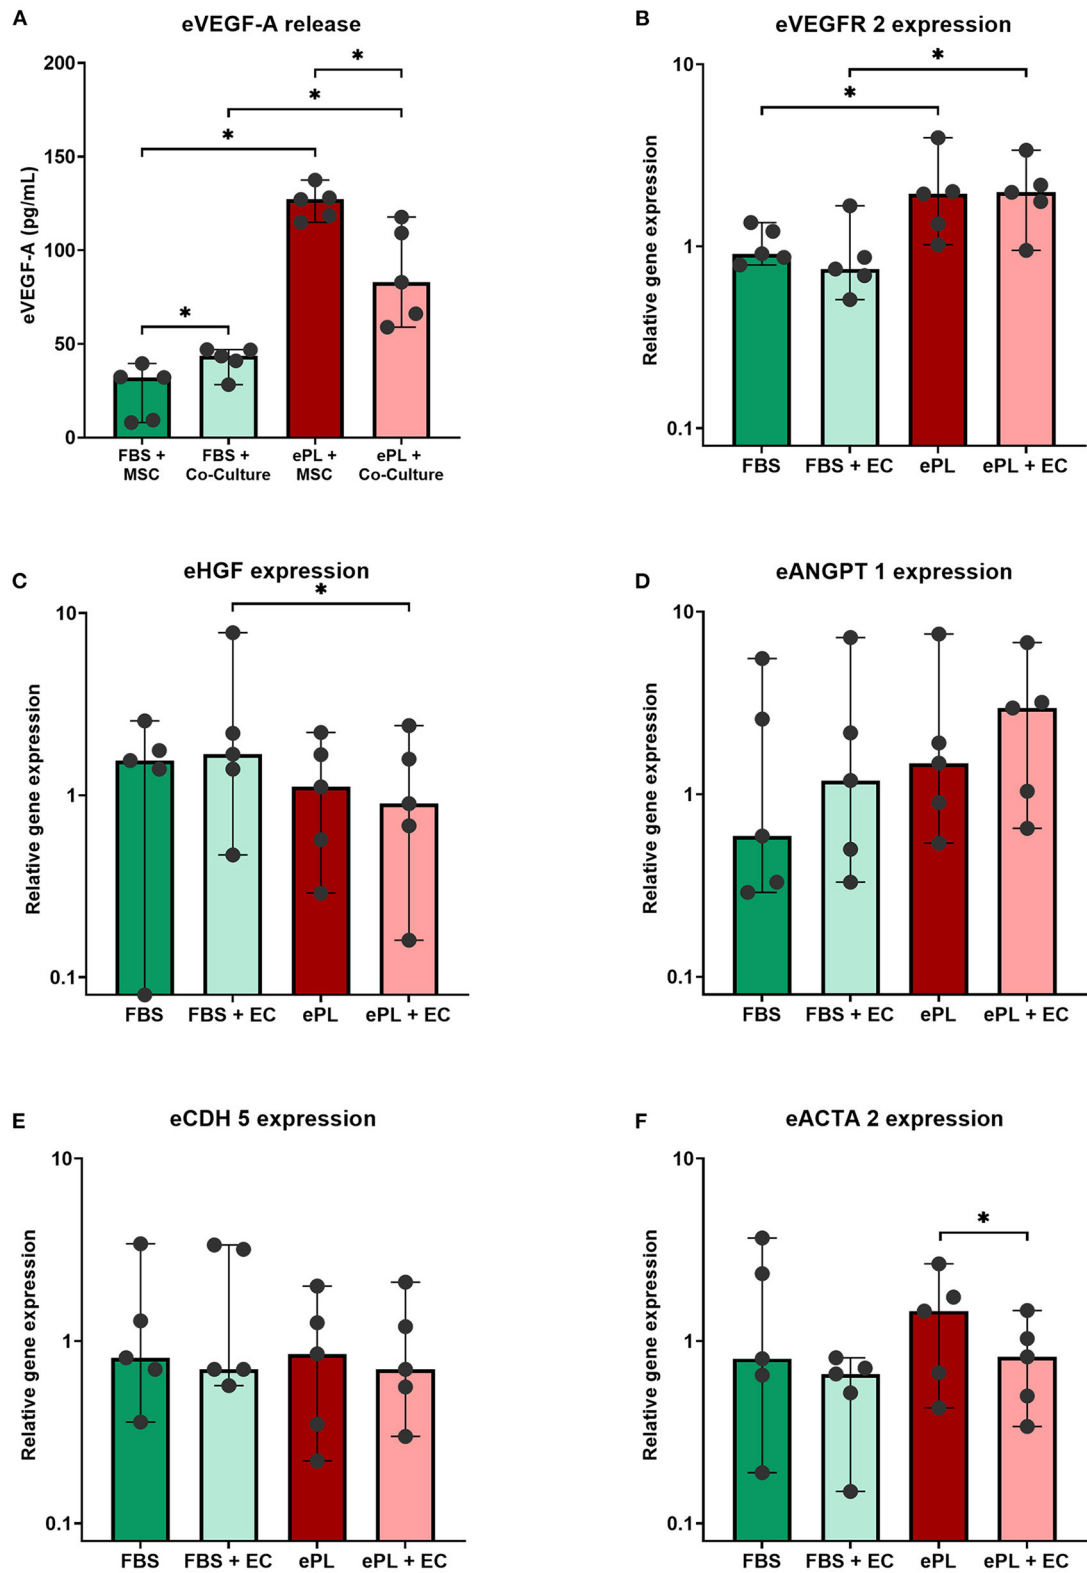 A
eVEGF-A release
eVEGF-A (pg/mL)
200
150
100
50
0
*
*
*
*
FBS + MSC
FBS + Co-Culture
ePL + MSC
ePL + Co-Culture
B
eVEGFR 2 expression
Relative gene expression
10
1
0.1
*
*
FBS
FBS + EC
ePL
ePL + EC
C
eHGF expression
Relative gene expression
10
1
0.1
*
FBS
FBS + EC
ePL
ePL + EC
D
eANGPT 1 expression
Relative gene expression
10
1
0.1
FBS
FBS + EC
ePL
ePL + EC
E
eCDH 5 expression
Relative gene expression
10
1
0.1
FBS
FBS + EC
ePL
ePL + EC
F
eACTA 2 expression
Relative gene expression
10
1
0.1
*
FBS
FBS + EC
ePL
ePL + EC